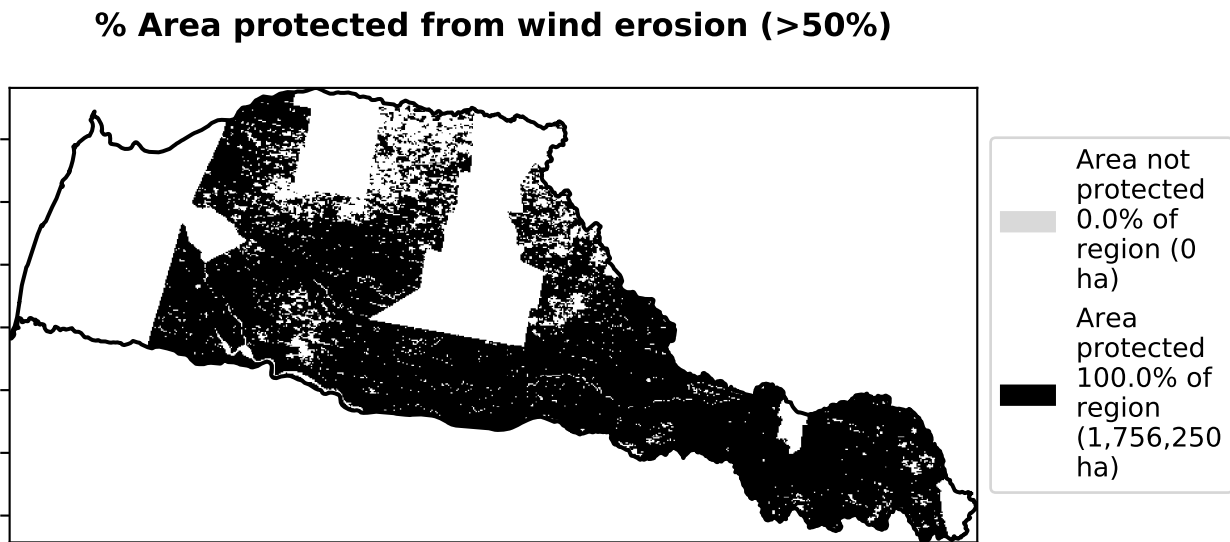 % Area protected from wind erosion (>50%)
Area not
protected
0.0% of
region (0
ha)
Area
protected
100.0% of
region
(1,756,250
ha)